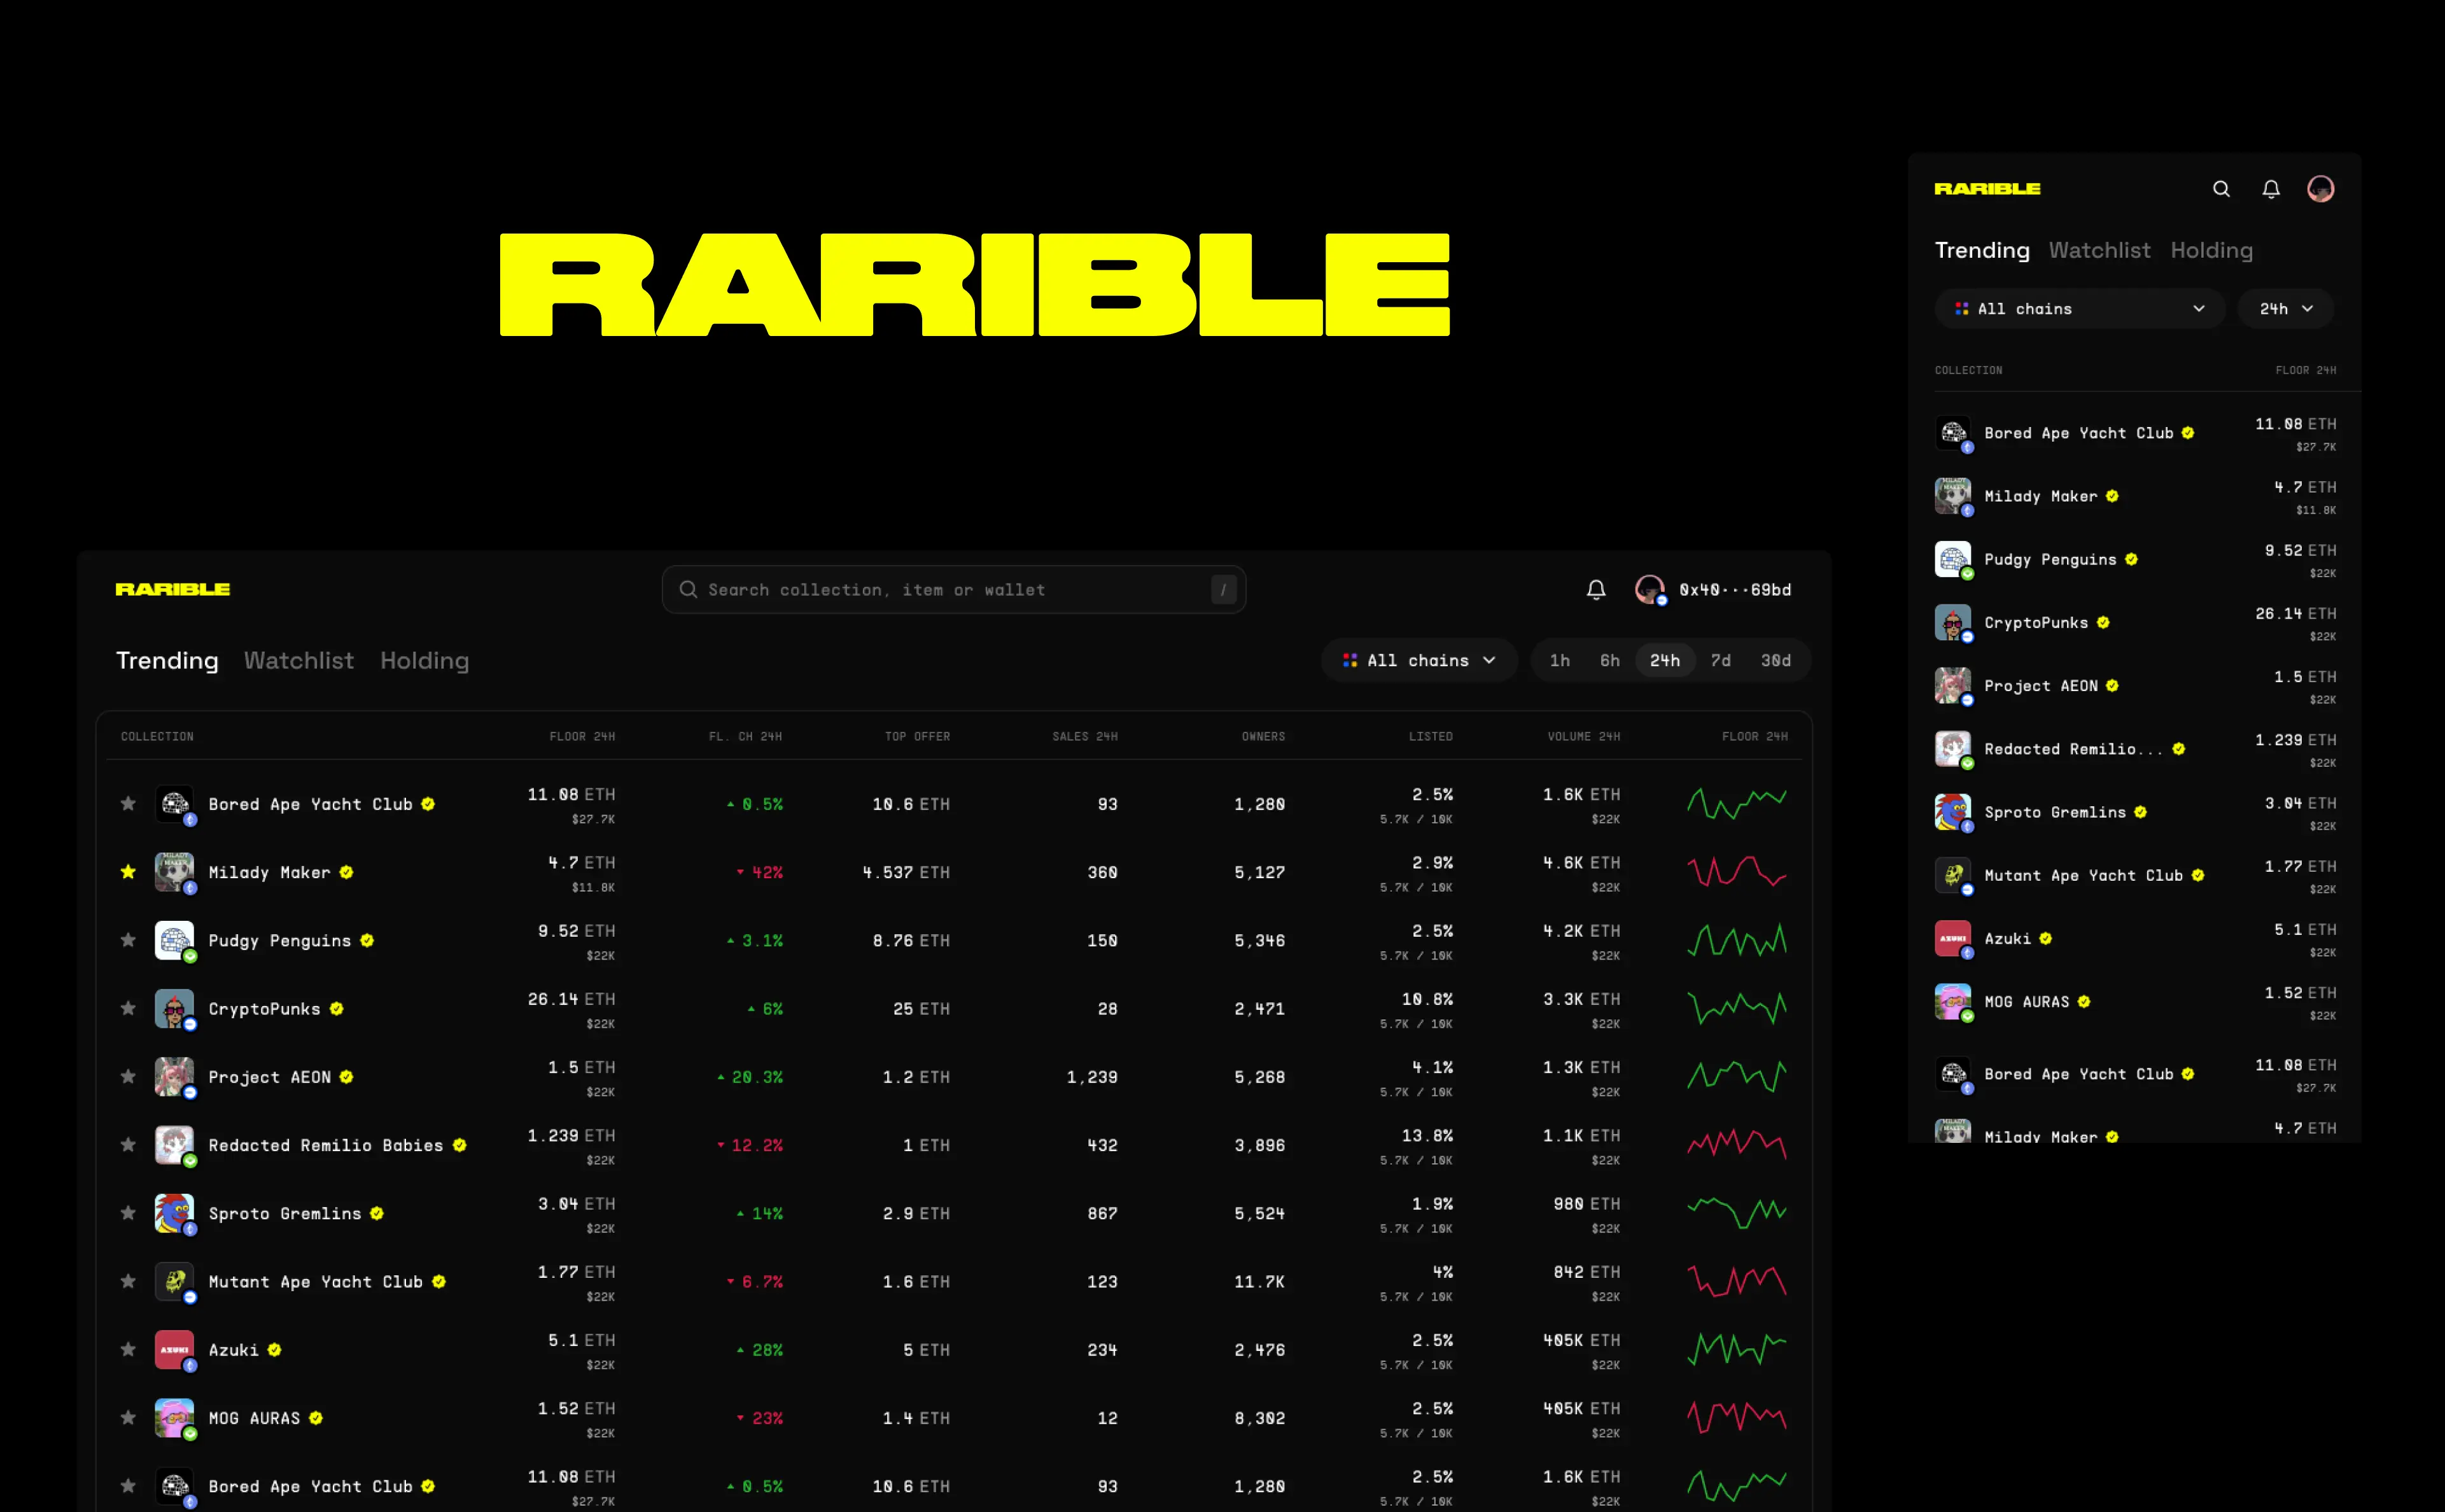 RARIBLE
RARIBLE
Search collection, item or wallet /
0x40···69bd
Trending Watchlist Holding
All chains
1h 6h 24h 7d 30d
COLLECTION FLOOR 24H FL. CH 24H TOP OFFER SALES 24H OWNERS LISTED VOLUME 24H FLOOR 24H
Bored Ape Yacht Club 11.08 ETH 0.5% 10.6 ETH 93 1,280 2.5% 1.6K ETH
$27.7K 5.7K / 10K $22K
MILADY MAKER
Milady Maker 4.7 ETH 42% 4.537 ETH 360 5,127 2.9% 4.6K ETH
$11.8K 5.7K / 10K $22K
Pudgy Penguins 9.52 ETH 3.1% 8.76 ETH 150 5,346 2.5% 4.2K ETH
$22K 5.7K / 10K $22K
CryptoPunks 26.14 ETH 6% 25 ETH 28 2,471 10.8% 3.3K ETH
$22K 5.7K / 10K $22K
Project AEON 1.5 ETH 20.3% 1.2 ETH 1,239 5,268 4.1% 1.3K ETH
$22K 5.7K / 10K $22K
Redacted Remilio Babies 1.239 ETH 12.2% 1 ETH 432 3,896 13.8% 1.1K ETH
$22K 5.7K / 10K $22K
Sproto Gremlins 3.04 ETH 14% 2.9 ETH 867 5,524 1.9% 980 ETH
$22K 5.7K / 10K $22K
Mutant Ape Yacht Club 1.77 ETH 6.7% 1.6 ETH 123 11.7K 4% 842 ETH
$22K 5.7K / 10K $22K
AZUKI
Azuki 5.1 ETH 28% 5 ETH 234 2,476 2.5% 405K ETH
$22K 5.7K / 10K $22K
MOG AURAS 1.52 ETH 23% 1.4 ETH 12 8,302 2.5% 405K ETH
$22K 5.7K / 10K $22K
Bored Ape Yacht Club 11.08 ETH 0.5% 10.6 ETH 93 1,280 2.5% 1.6K ETH
$27.7K 5.7K / 10K $22K
RARIBLE
Trending Watchlist Holding
All chains 24h
COLLECTION FLOOR 24H
Bored Ape Yacht Club 11.08 ETH
$27.7K
MILADY MAKER
Milady Maker 4.7 ETH
$11.8K
Pudgy Penguins 9.52 ETH
$22K
CryptoPunks 26.14 ETH
$22K
Project AEON 1.5 ETH
$22K
Redacted Remilio... 1.239 ETH
$22K
Sproto Gremlins 3.04 ETH
$22K
Mutant Ape Yacht Club 1.77 ETH
$22K
AZUKI
Azuki 5.1 ETH
$22K
MOG AURAS 1.52 ETH
$22K
Bored Ape Yacht Club 11.08 ETH
$27.7K
MILADY MAKER
Milady Maker 4.7 ETH